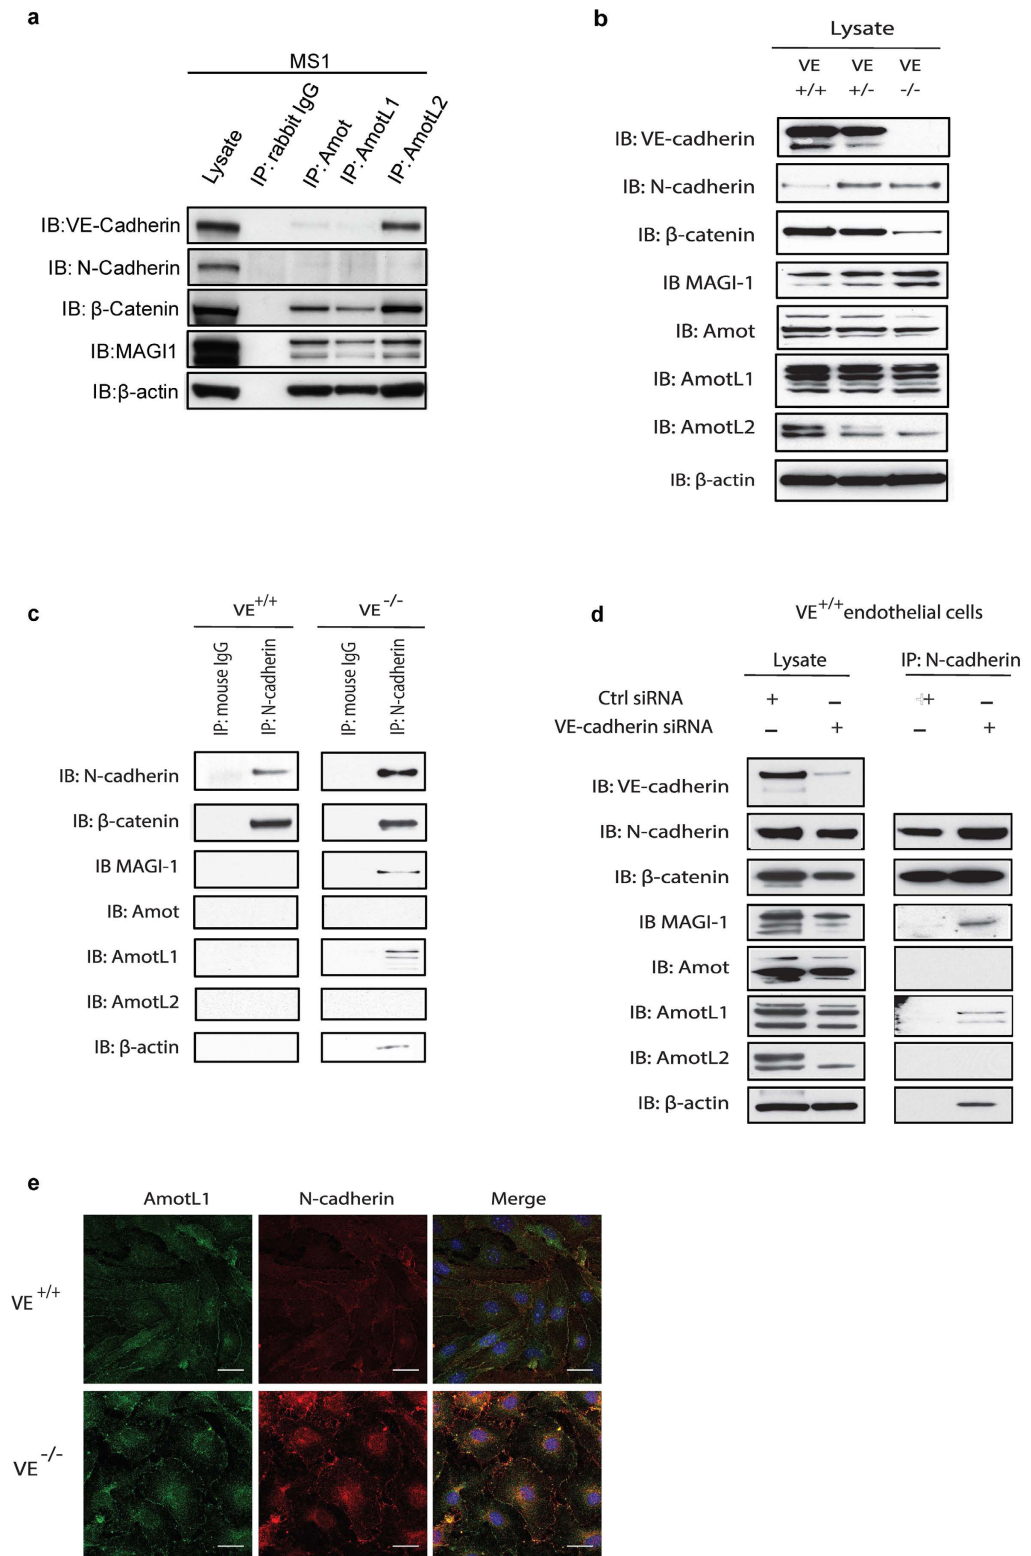 a
MS1
Lysate
IP: rabbit IgG
IP: Amot
IP: AmotL1
IP: AmotL2
IB:VE-Cadherin
IB: N-Cadherin
IB: β-Catenin
IB:MAGI1
IB:β-actin
b
Lysate
VE VE VE
+/+ +/- -/-
IB: VE-cadherin
IB: N-cadherin
IB: β-catenin
IB MAGI-1
IB: Amot
IB: AmotL1
IB: AmotL2
IB: β-actin
c
VE+/+ VE-/-
IP: mouse IgG
IP: N-cadherin
IP: mouse IgG
IP: N-cadherin
IB: N-cadherin
IB: β-catenin
IB MAGI-1
IB: Amot
IB: AmotL1
IB: AmotL2
IB: β-actin
d
VE+/+ endothelial cells
Lysate IP: N-cadherin
Ctrl siRNA + – ++ –
VE-cadherin siRNA – + – +
IB: VE-cadherin
IB: N-cadherin
IB: β-catenin
IB MAGI-1
IB: Amot
IB: AmotL1
IB: AmotL2
IB: β-actin
e
AmotL1 N-cadherin Merge
VE +/+
VE -/-